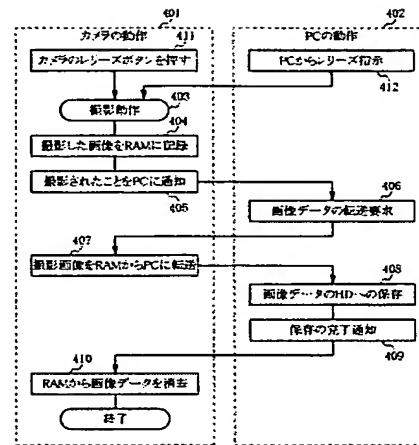 401
402
カメラの動作
PCの動作
411
カメラのレリーズボタンを押す
PCからレリーズ指示
412
403
撮影動作
404
撮影した画像をRAMに記録
撮影されたことをPCに通知
405
406
画像データの転送要求
407
撮影画像をRAMからPCに転送
408
画像データのHDへの保存
保存の完了通知
409
410
RAMから画像データを消去
終了